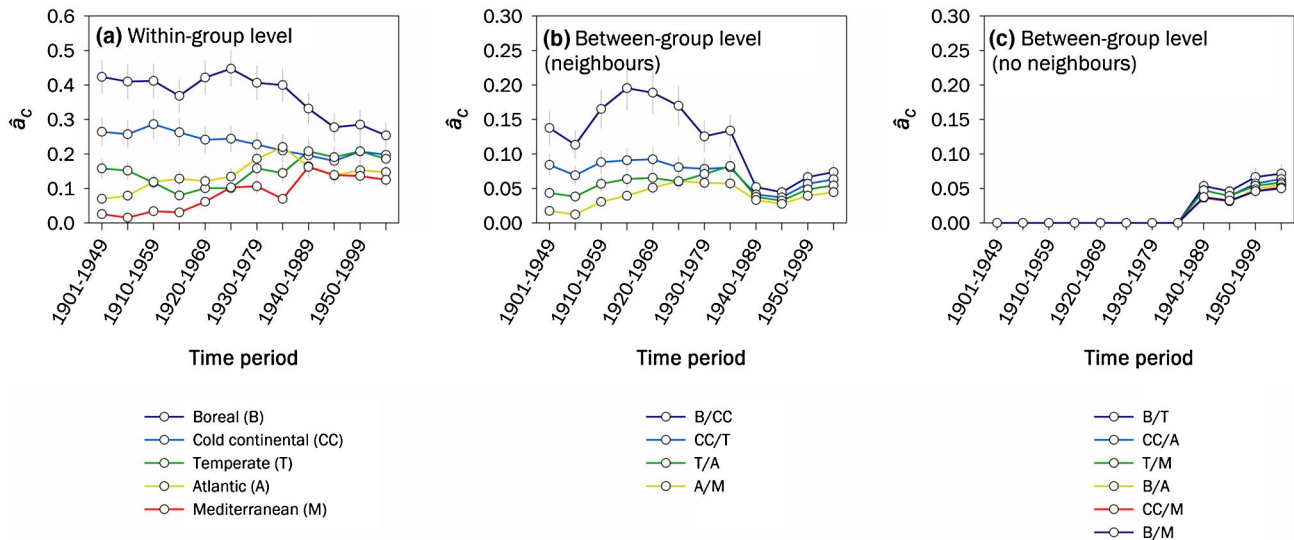 (a) Within-group level
0.6
0.5
0.4
0.3
0.2
0.1
0.0
âC
1901-1949
1910-1959
1920-1969
1930-1979
1940-1989
1950-1999
Time period
Boreal (B)
Cold continental (CC)
Temperate (T)
Atlantic (A)
Mediterranean (M)
(b) Between-group level
(neighbours)
0.30
0.25
0.20
0.15
0.10
0.05
0.00
âC
1901-1949
1910-1959
1920-1969
1930-1979
1940-1989
1950-1999
Time period
B/CC
CC/T
T/A
A/M
(c) Between-group level
(no neighbours)
0.30
0.25
0.20
0.15
0.10
0.05
0.00
âC
1901-1949
1910-1959
1920-1969
1930-1979
1940-1989
1950-1999
Time period
B/T
CC/A
T/M
B/A
CC/M
B/M